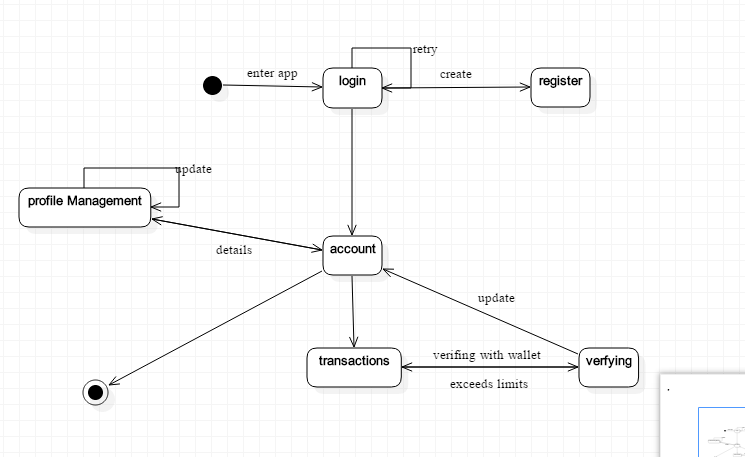 retry
enter app
login
create
register
update
profile Management
details
account
update
transactions
verifing with wallet
verfying
exceeds limits